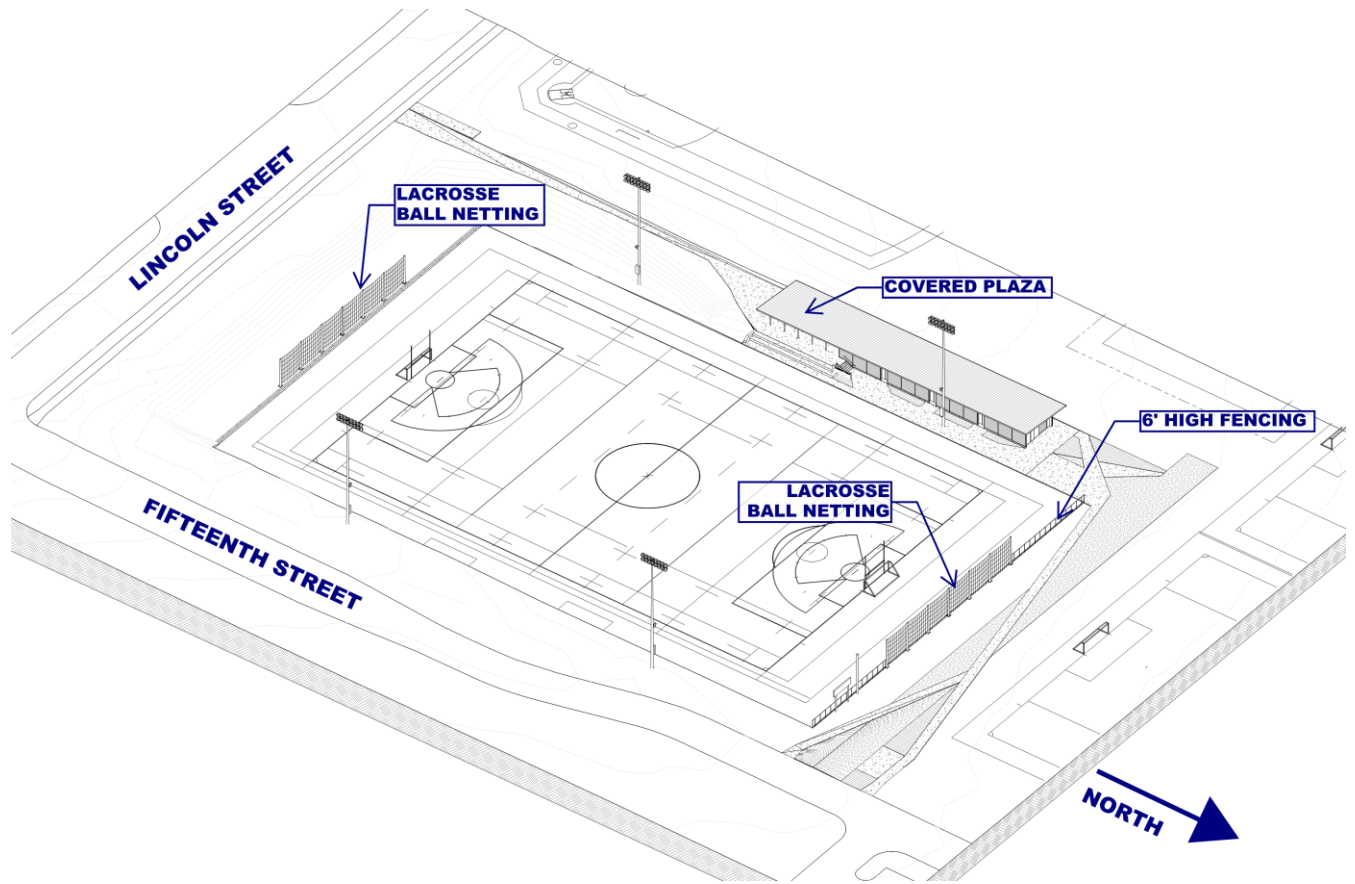 LINCOLN STREET
LACROSSE
BALL NETTING
COVERED PLAZA
6' HIGH FENCING
LACROSSE
BALL NETTING
FIFTEENTH STREET
NORTH